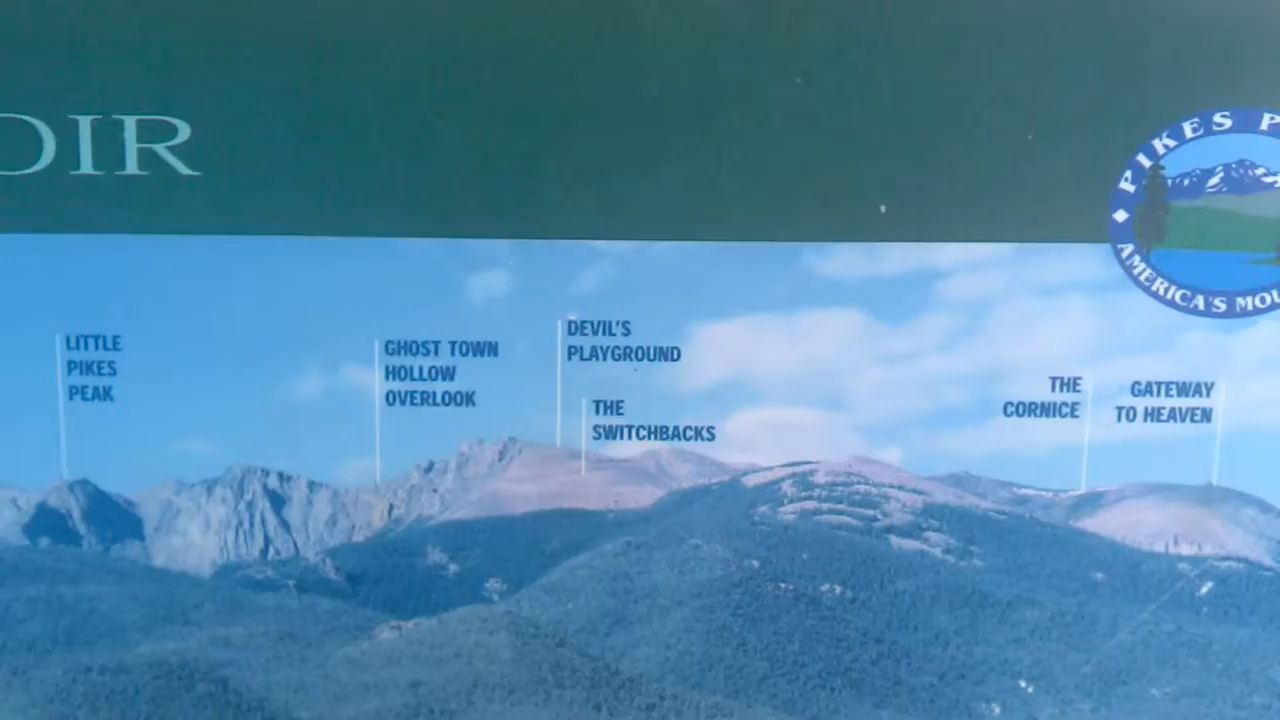 OIR
PIKES P
AMERICA'S MOU
LITTLE
PIKES
PEAK
GHOST TOWN
HOLLOW
OVERLOOK
DEVIL'S
PLAYGROUND
THE
SWITCHBACKS
THE
CORNICE
GATEWAY
TO HEAVEN